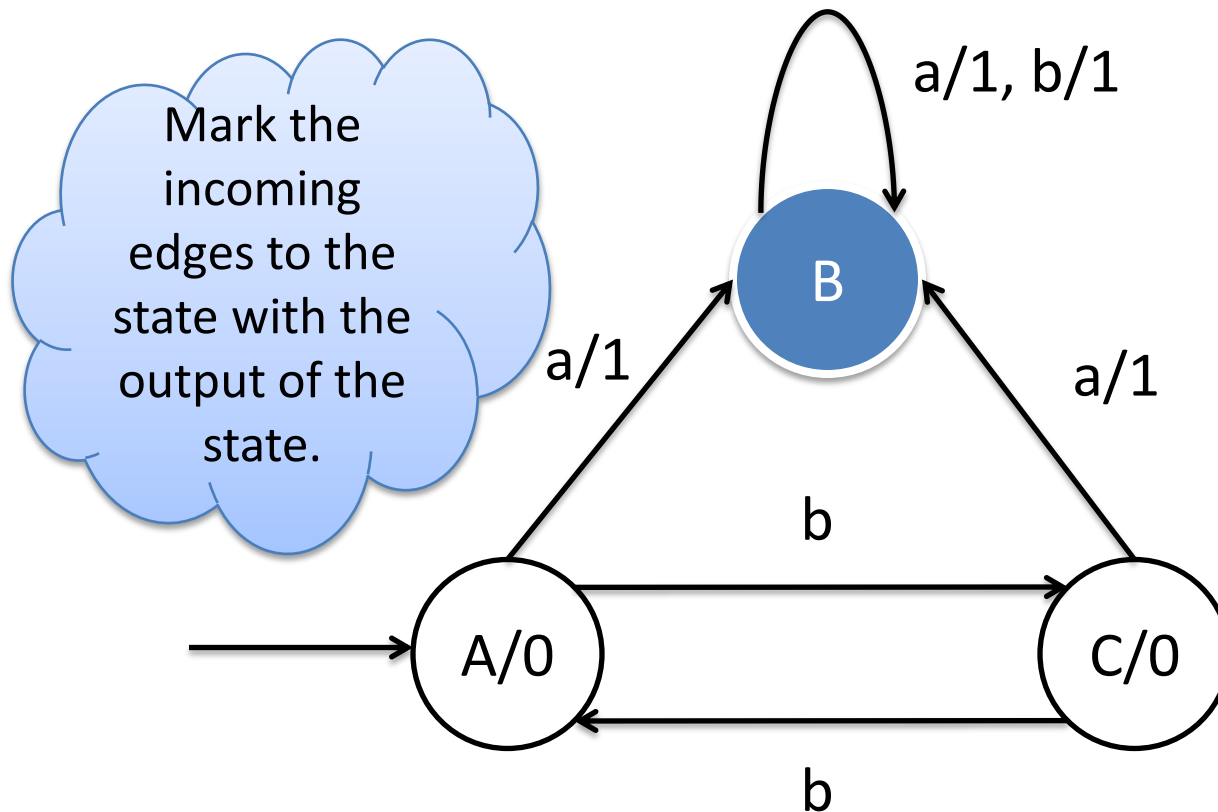 Mark the
incoming
edges to the
state with the
output of the
state.
a/1, b/1
B
a/1
a/1
b
A/0
C/0
b